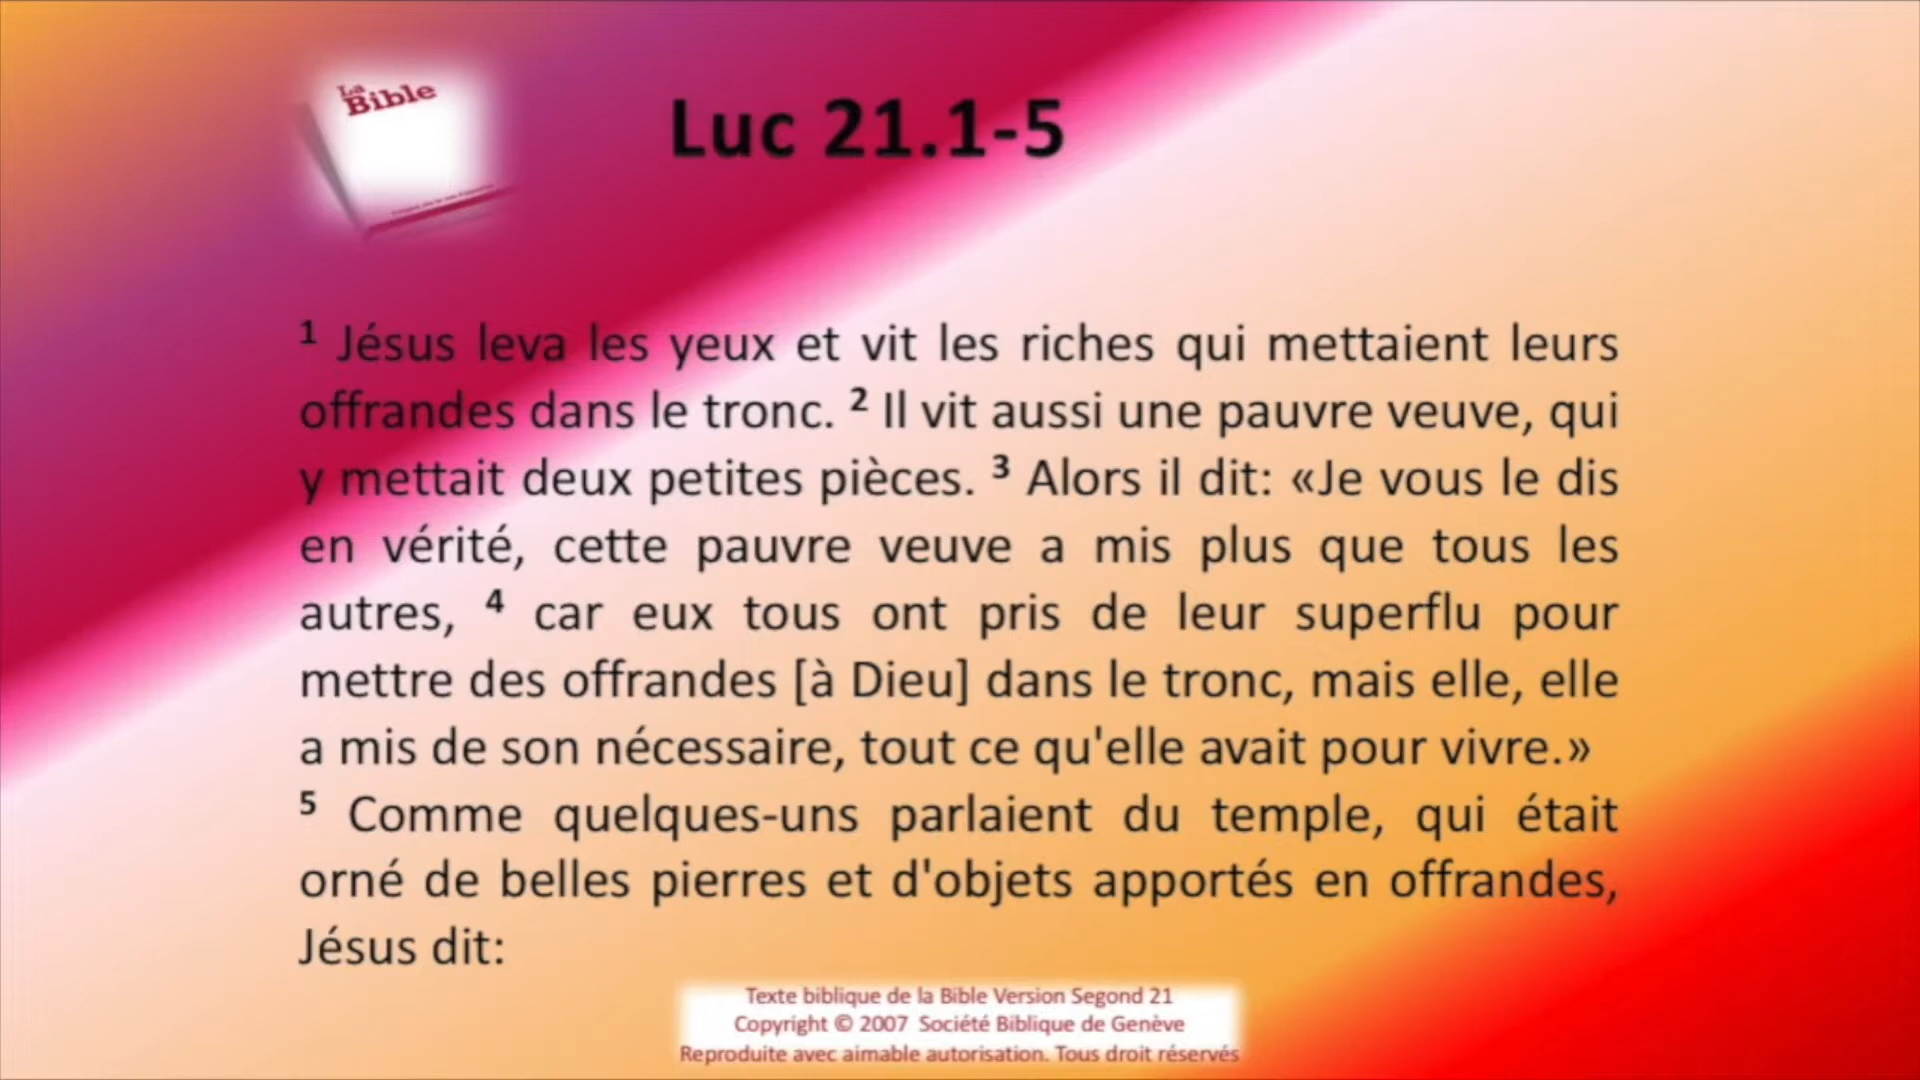 La
Bible
Luc 21.1-5
¹ Jésus leva les yeux et vit les riches qui mettaient leurs
offrandes dans le tronc. ² Il vit aussi une pauvre veuve, qui
y mettait deux petites pièces. ³ Alors il dit: «Je vous le dis
en vérité, cette pauvre veuve a mis plus que tous les
autres, ⁴ car eux tous ont pris de leur superflu pour
mettre des offrandes [à Dieu] dans le tronc, mais elle, elle
a mis de son nécessaire, tout ce qu'elle avait pour vivre.»
⁵ Comme quelques-uns parlaient du temple, qui était
orné de belles pierres et d'objets apportés en offrandes,
Jésus dit:
Texte biblique de la Bible Version Segond 21
Copyright © 2007 Société Biblique de Genève
Reproduite avec aimable autorisation. Tous droit réservés